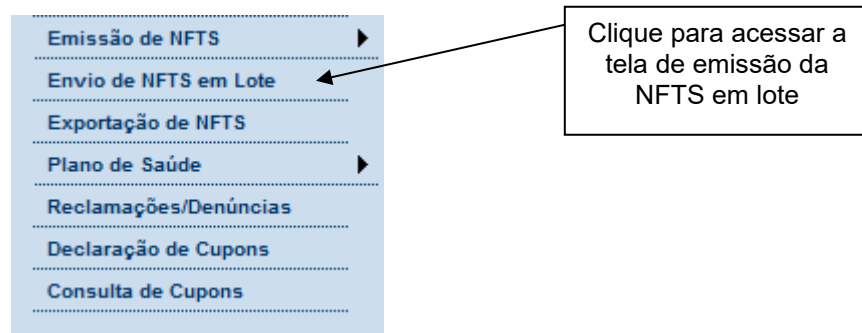 Emissão de NFTS
Envio de NFTS em Lote
Exportação de NFTS
Plano de Saúde
Reclamações/Denúncias
Declaração de Cupons
Consulta de Cupons
Clique para acessar a
tela de emissão da
NFTS em lote